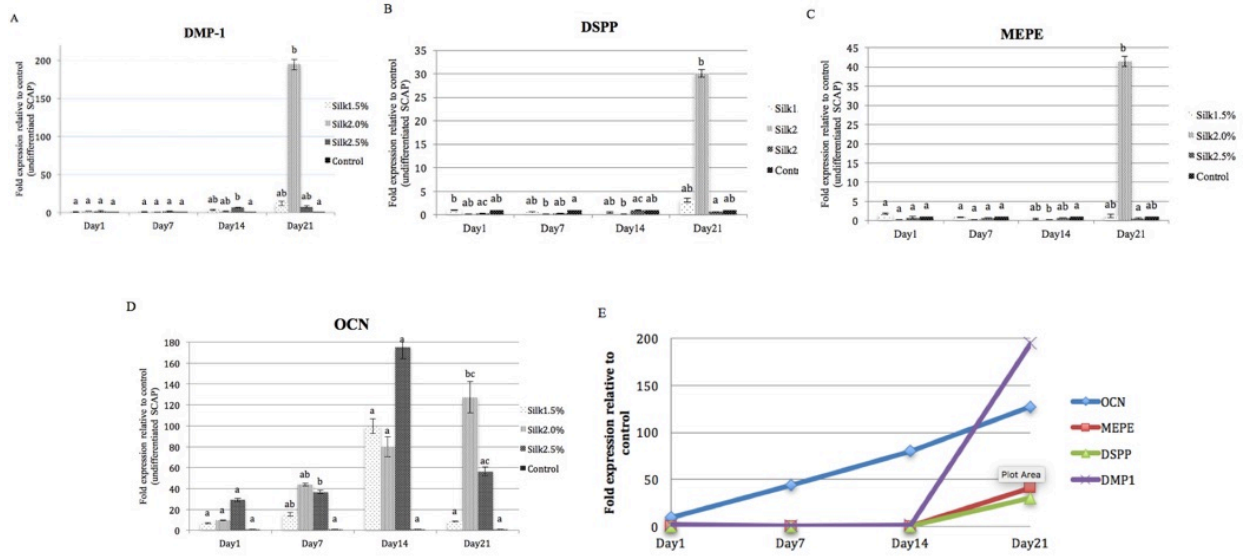 A
DMP-1
Fold expression relative to control
(undifferentiaed SCAP)
200
150
100
50
0
b
a a a a
a a a a
ab ab b a
ab ab a
Day1 Day7 Day14 Day21
Silk1.5%
Silk2.0%
Silk2.5%
Control
B
DSPP
Fold expression relative to control
(undifferentiated SCAP)
35
30
25
20
15
10
5
0
b
b ab ac ab
a b ab a
a b ac ab
ab a ab
Day1 Day7 Day14 Day21
Silk1
Silk2
Silk2
Conti
C
MEPE
Fold expression relative to control
(undifferentiated SCAP)
45
40
35
30
25
20
15
10
5
0
b
a a a a
a a a a
ab b ab a
ab a ab
Day1 Day7 Day14 Day21
Silk1.5%
Silk2.0%
Silk2.5%
Control
D
OCN
Fold expression relative to control
(undifferentiated SCAP)
180
160
140
120
100
80
60
40
20
0
a a a a
ab ab b a
a a a a
a bc ac a
Day1 Day7 Day14 Day21
Silk1.5%
Silk2.0%
Silk2.5%
Control
E
Fold expression relative to
control
200
150
100
50
0
Day1 Day7 Day14 Day21
Plot Area
OCN
MEPE
DSPP
DMP1